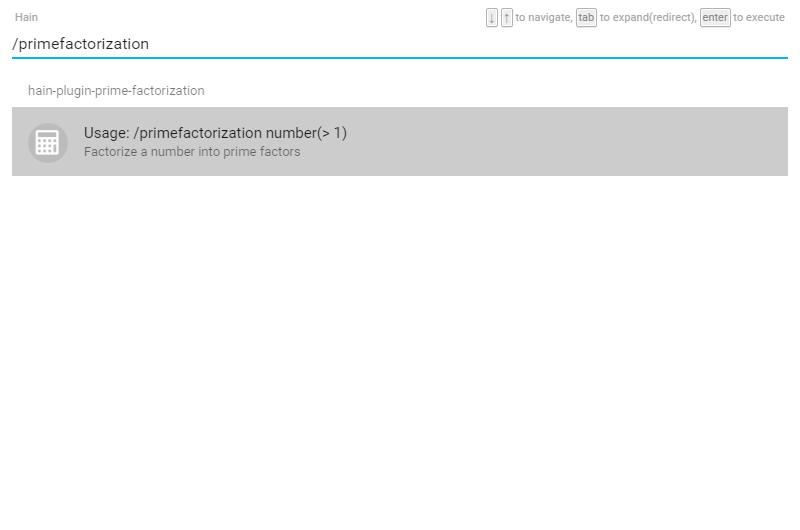 Hain
↓ ↑ to navigate, tab to expand(redirect), enter to execute
/primefactorization
hain-plugin-prime-factorization
Usage: /primefactorization number(> 1)
Factorize a number into prime factors